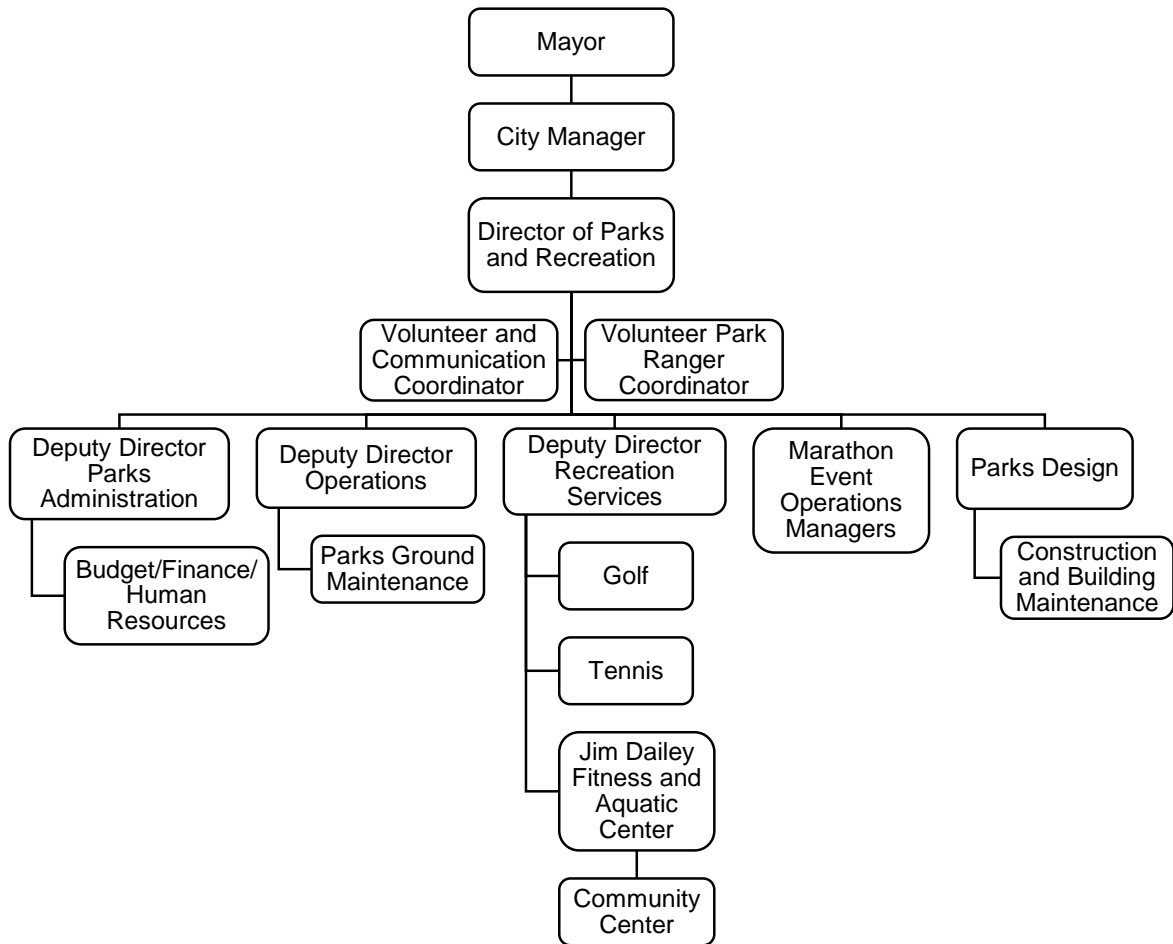 Mayor
City Manager
Director of Parks
and Recreation
Volunteer and
Communication
Coordinator
Volunteer Park
Ranger
Coordinator
Deputy Director
Parks
Administration
Deputy Director
Operations
Deputy Director
Recreation
Services
Marathon
Event
Operations
Managers
Parks Design
Budget/Finance/
Human
Resources
Parks Ground
Maintenance
Golf
Construction
and Building
Maintenance
Tennis
Jim Dailey
Fitness and
Aquatic
Center
Community
Center